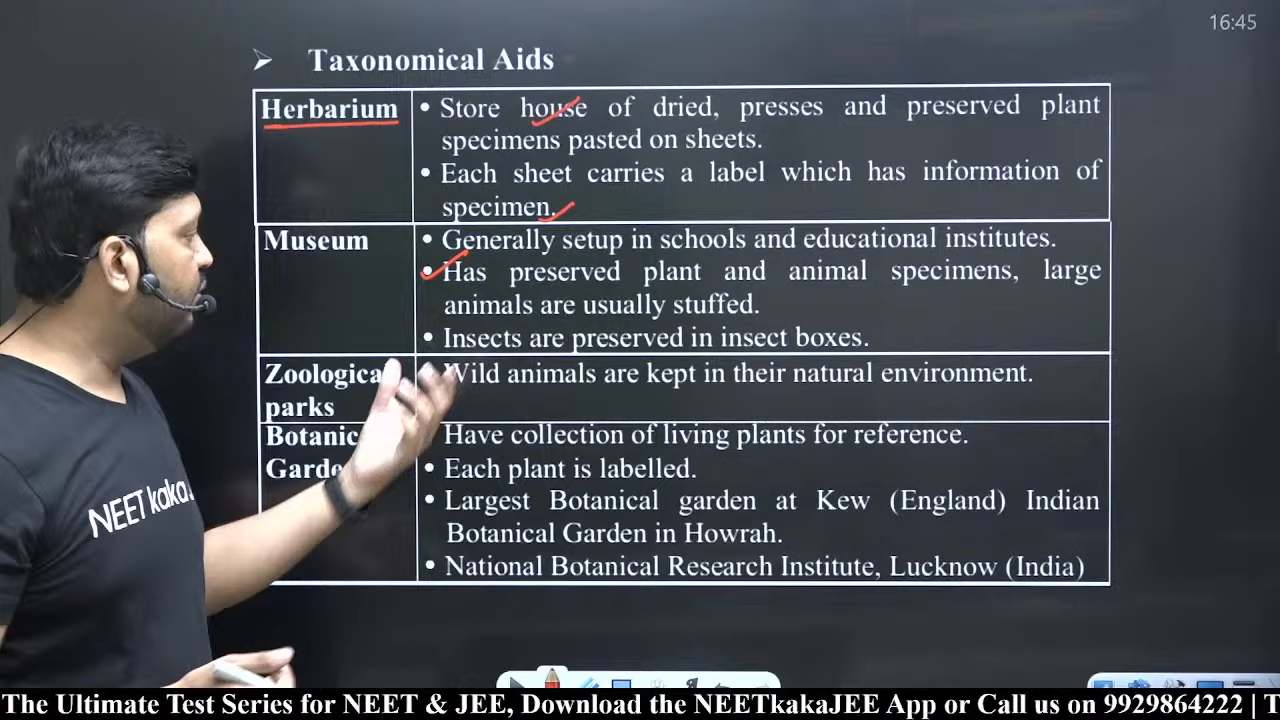 16:45
➢ Taxonomical Aids
Herbarium
• Store house of dried, presses and preserved plant
specimens pasted on sheets.
• Each sheet carries a label which has information of
specimen.
Museum
• Generally setup in schools and educational institutes.
• Has preserved plant and animal specimens, large
animals are usually stuffed.
• Insects are preserved in insect boxes.
Zoologica
parks
Wild animals are kept in their natural environment.
Botanic
Garde
Have collection of living plants for reference.
• Each plant is labelled.
• Largest Botanical garden at Kew (England) Indian
Botanical Garden in Howrah.
• National Botanical Research Institute, Lucknow (India)
NEET kaka J
The Ultimate Test Series for NEET & JEE, Download the NEETkakaJEE App or Call us on 9929864222 | T